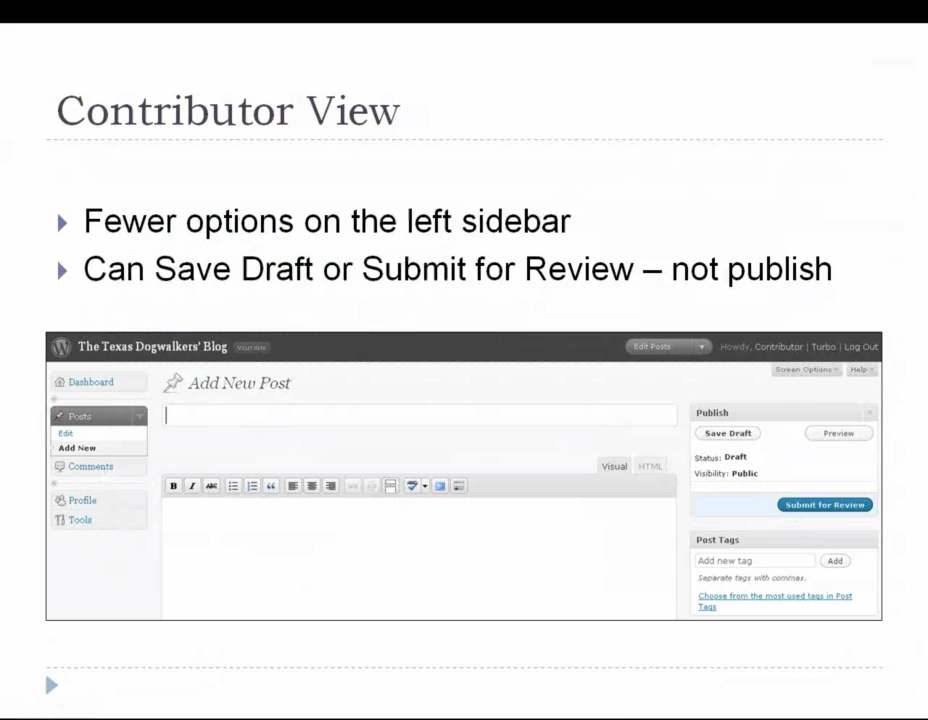 Contributor View
Fewer options on the left sidebar
Can Save Draft or Submit for Review – not publish
The Texas Dogwalkers' Blog Visit Site
Edit Posts
Howdy, Contributor | Turbo | Log Out
Screen Options Help
Dashboard
Posts
Edit
Add New
Comments
Profile
Tools
Add New Post
Visual HTML
B I ABC
Publish
Save Draft Preview
Status: Draft
Visibility: Public
Submit for Review
Post Tags
Add new tag Add
Separate tags with commas.
Choose from the most used tags in Post
Tags